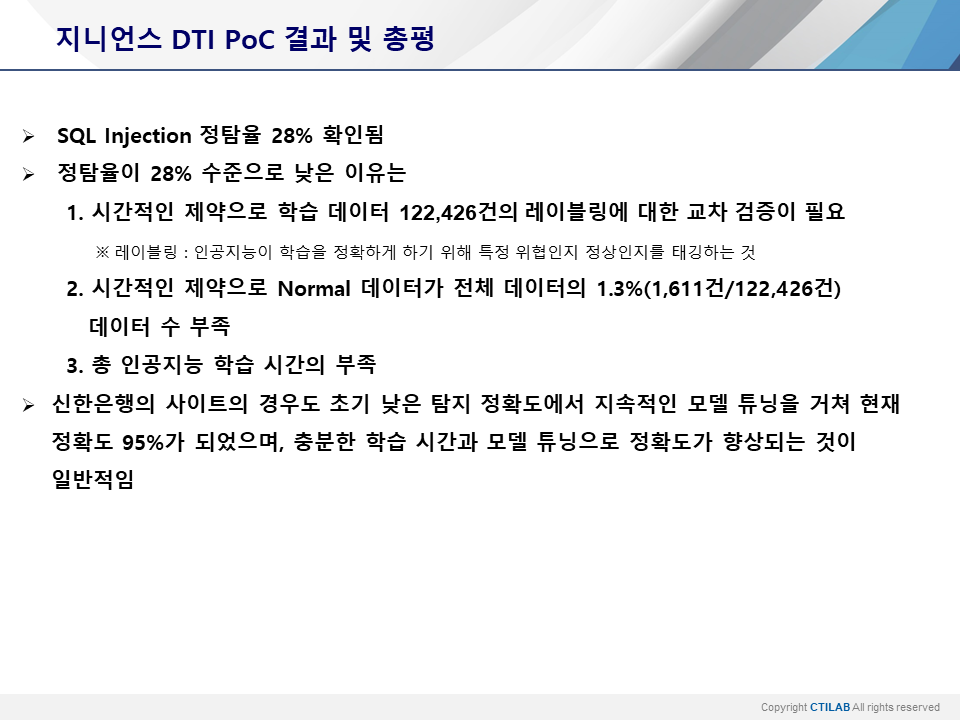 지니언스 DTI PoC 결과 및 총평
➢ SQL Injection 정탐율 28% 확인됨
➢ 정탐율이 28% 수준으로 낮은 이유는
1. 시간적인 제약으로 학습 데이터 122,426건의 레이블링에 대한 교차 검증이 필요
※ 레이블링 : 인공지능이 학습을 정확하게 하기 위해 특정 위협인지 정상인지를 태깅하는 것
2. 시간적인 제약으로 Normal 데이터가 전체 데이터의 1.3%(1,611건/122,426건)
데이터 수 부족
3. 총 인공지능 학습 시간의 부족
➢ 신한은행의 사이트의 경우도 초기 낮은 탐지 정확도에서 지속적인 모델 튜닝을 거쳐 현재
정확도 95%가 되었으며, 충분한 학습 시간과 모델 튜닝으로 정확도가 향상되는 것이
일반적임
Copyright CTILAB All rights reserved